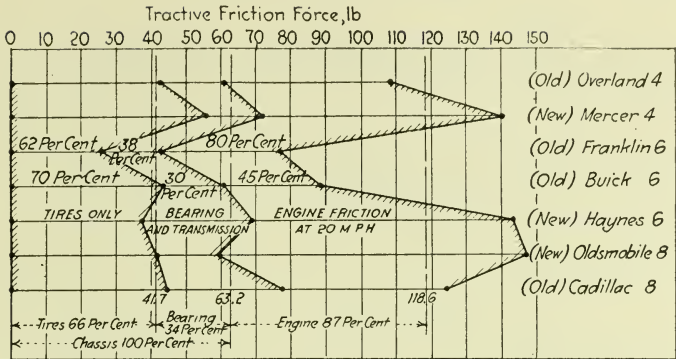 Tractive Friction Force, lb
0 10 20 30 40 50 60 70 80 90 100 110 120 130 140 150
(Old) Overland 4
(New) Mercer 4
62 Per Cent 38 Per Cent 80 Per Cent (Old) Franklin 6
70 Per Cent 30 Per Cent 45 Per Cent (Old) Buick 6
TIRES ONLY BEARING AND TRANSMISSION ENGINE FRICTION AT 20 M P H (New) Haynes 6
(New) Oldsmobile 8
(Old) Cadillac 8
41.7 63.2 118.6
Tires 66 Per Cent Bearing 34 Per Cent Engine 87 Per Cent
Chassis 100 Per Cent